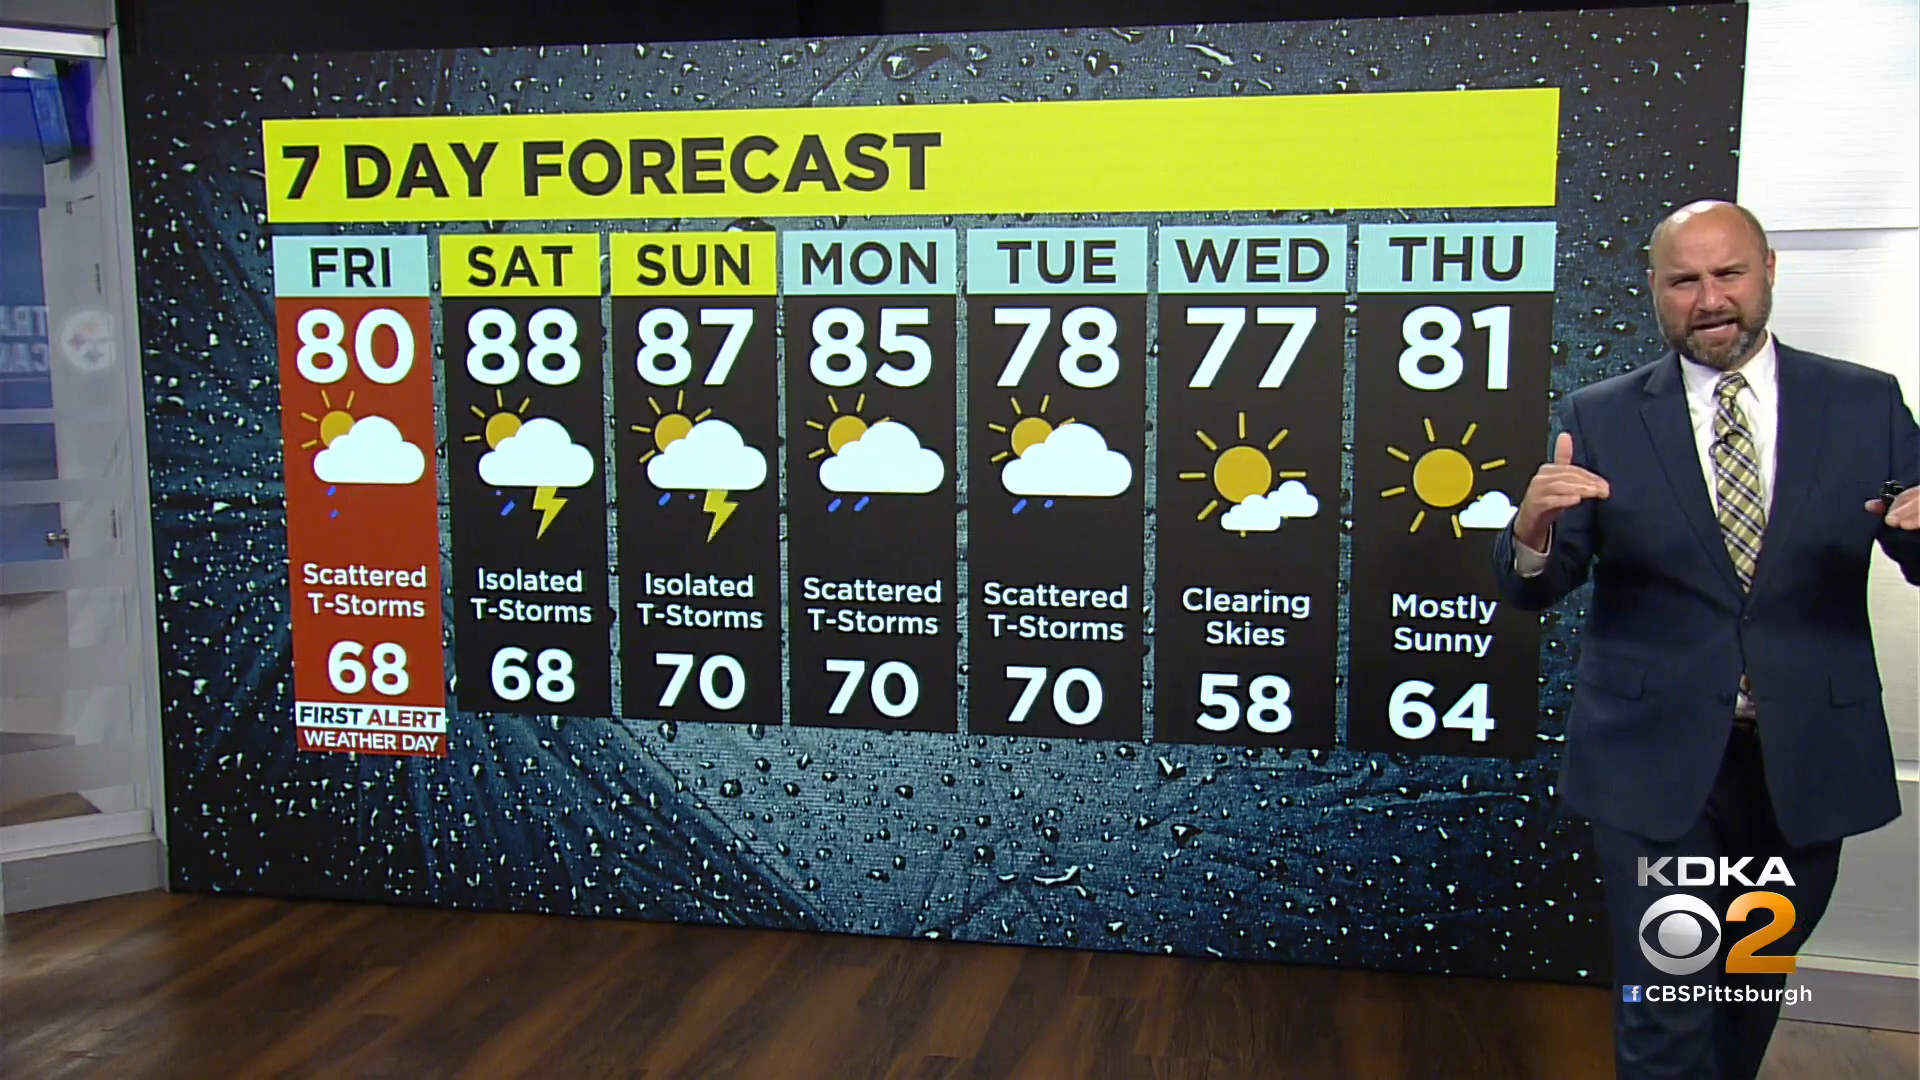 7 DAY FORECAST
FRI SAT SUN MON TUE WED THU
80 88 87 85 78 77 81
Scattered
T-Storms
Isolated
T-Storms
Isolated
T-Storms
Scattered
T-Storms
Scattered
T-Storms
Clearing
Skies
Mostly
Sunny
68 68 70 70 70 58 64
FIRST ALERT
WEATHER DAY
KDKA
2
CBSPittsburgh